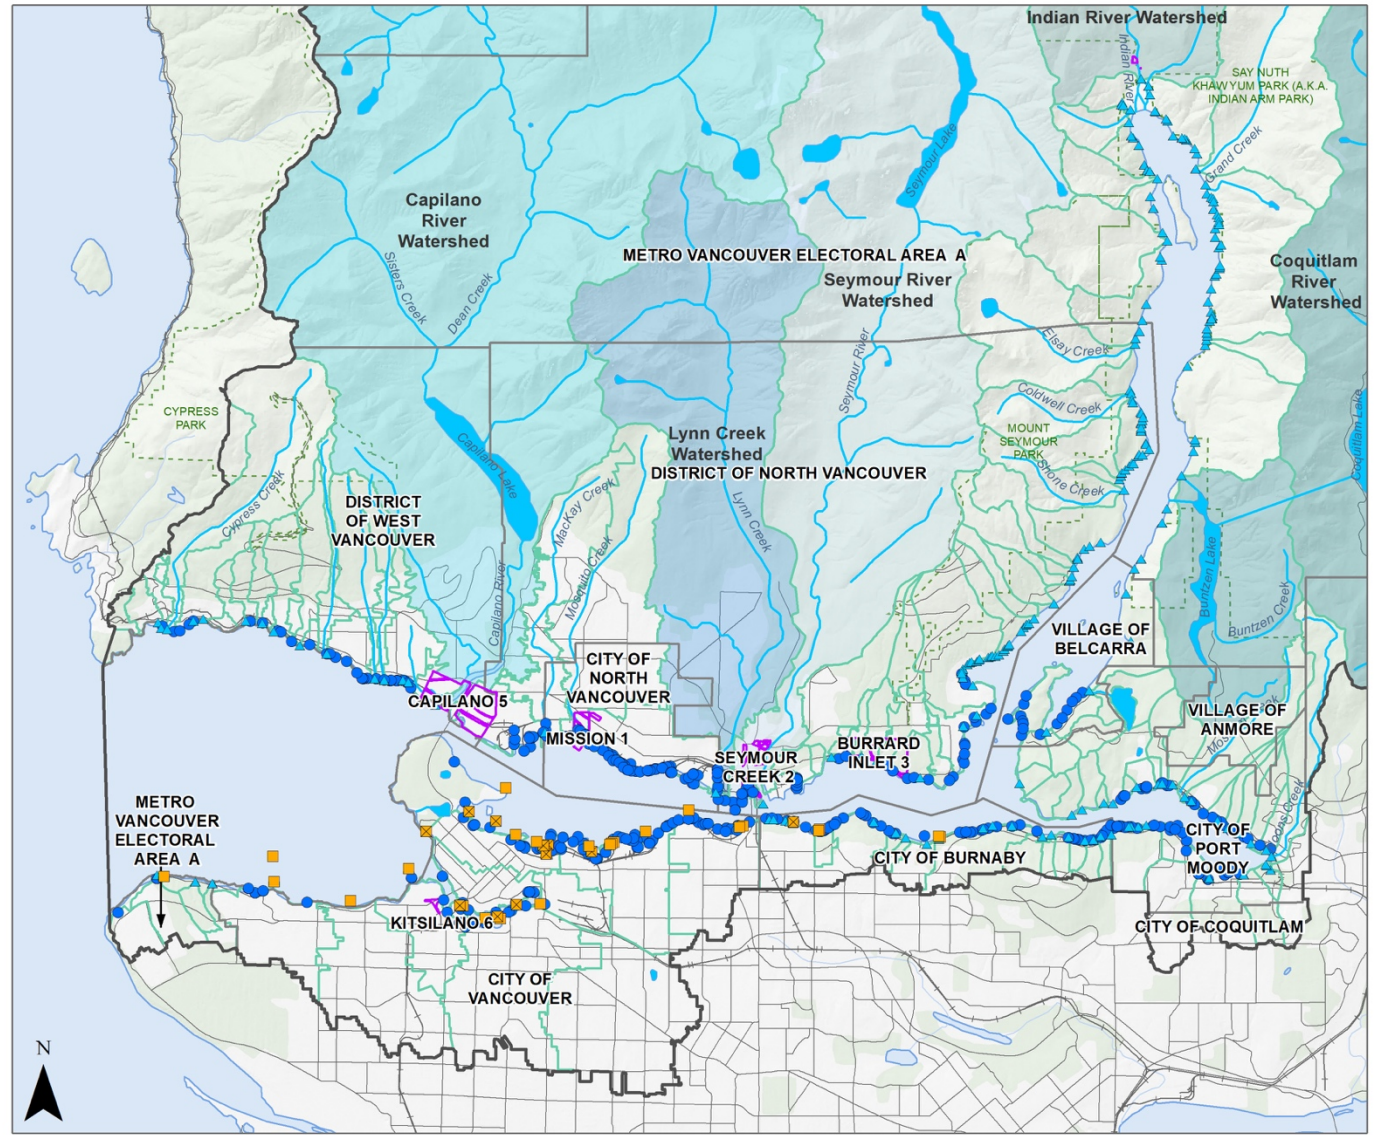 Indian River Watershed
Indian River
SAY NUTH
KHAW YUM PARK (A.K.A.
INDIAN ARM PARK)
Grand Creek
Seymour Lake
Capilano
River
Watershed
Sisters Creek
Dean Creek
METRO VANCOUVER ELECTORAL AREA A
Seymour River
Watershed
Coquitlam
River
Watershed
Elsay Creek
Seymour River
Coldwell Creek
CYPRESS
PARK
Capilano Lake
Lynn Creek
Watershed
DISTRICT OF NORTH VANCOUVER
MOUNT
SEYMOUR
PARK
Shone Creek
Coquitlam Lake
Cypress Creek
DISTRICT
OF WEST
VANCOUVER
MacKay Creek
Mosquito Creek
Lynn Creek
Capilano River
Buntzen Lake
Buntzen Creek
VILLAGE OF
BELCARRA
CITY OF
NORTH
VANCOUVER
CAPILANO 5
MISSION 1
SEYMOUR
CREEK 2
BURRARD
INLET 3
VILLAGE OF
ANMORE
METRO
VANCOUVER
ELECTORAL
AREA A
CITY OF
PORT
MOODY
CITY OF BURNABY
KITSILANO 6
CITY OF COQUITLAM
CITY OF
VANCOUVER
N